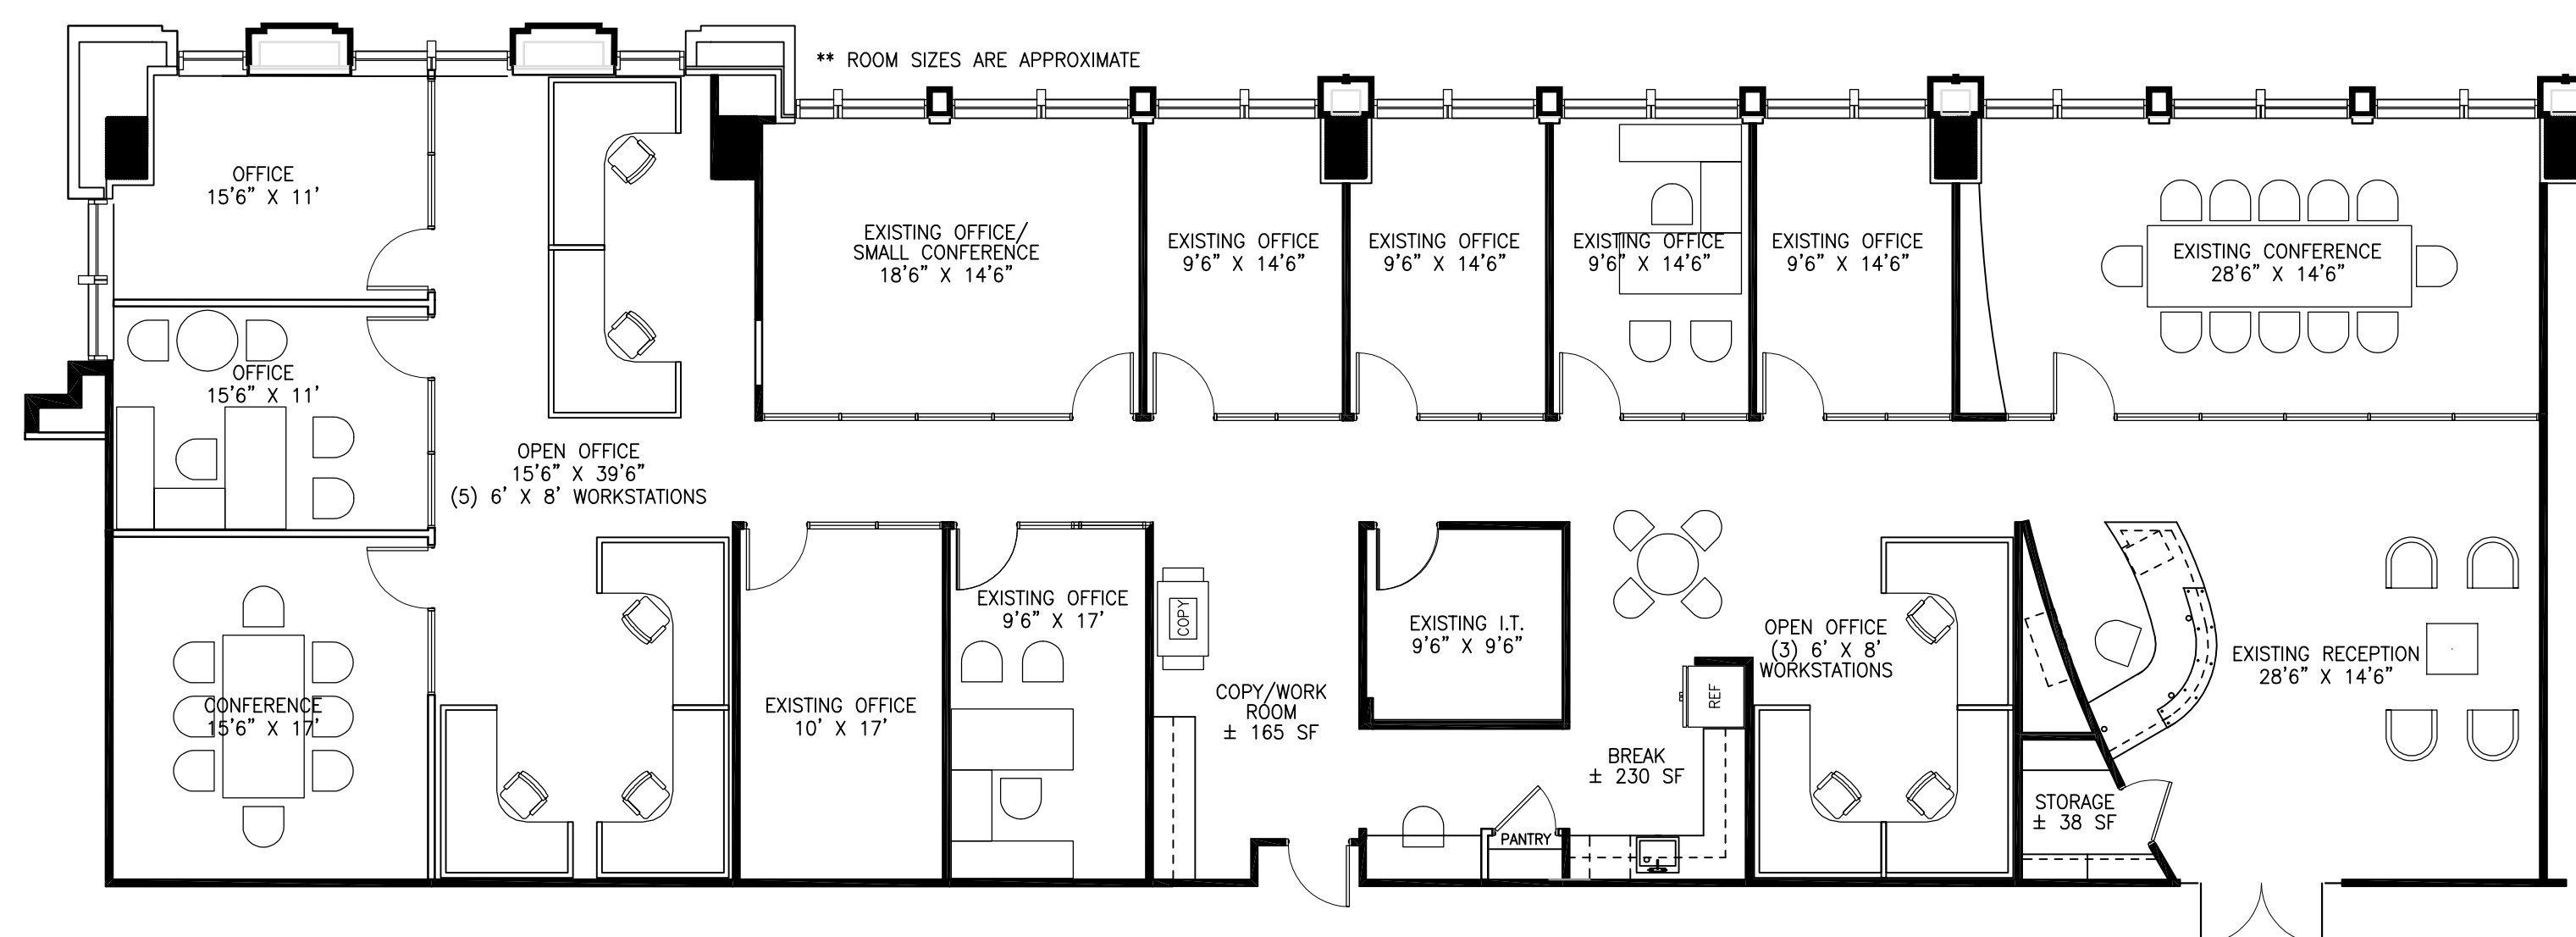 ** ROOM SIZES ARE APPROXIMATE
OFFICE
15'6" X 11'
EXISTING OFFICE/
SMALL CONFERENCE
18'6" X 14'6"
EXISTING OFFICE
9'6" X 14'6"
EXISTING OFFICE
9'6" X 14'6"
EXISTING OFFICE
9'6" X 14'6"
EXISTING OFFICE
9'6" X 14'6"
EXISTING CONFERENCE
28'6" X 14'6"
OFFICE
15'6" X 11'
OPEN OFFICE
15'6" X 39'6"
(5) 6' X 8' WORKSTATIONS
CONFERENCE
15'6" X 17'
EXISTING OFFICE
10' X 17'
EXISTING OFFICE
9'6" X 17'
COPY
COPY/WORK
ROOM
± 165 SF
EXISTING I.T.
9'6" X 9'6"
REF
BREAK
± 230 SF
PANTRY
OPEN OFFICE
(3) 6' X 8'
WORKSTATIONS
EXISTING RECEPTION
28'6" X 14'6"
STORAGE
± 38 SF